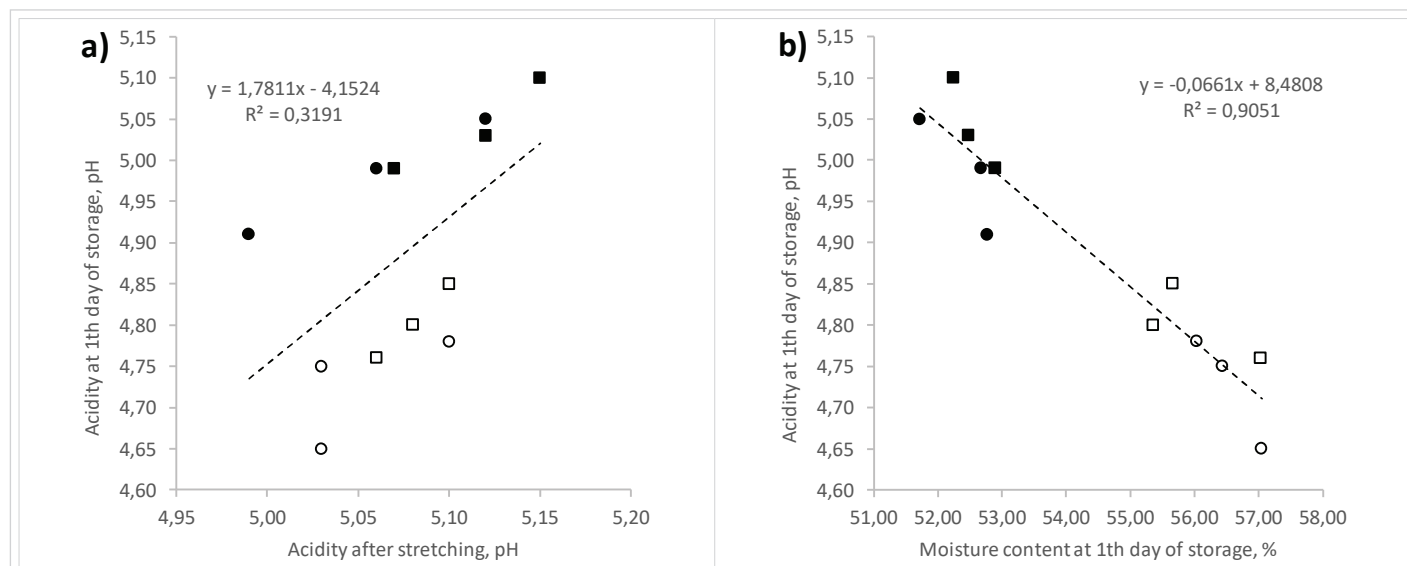 a)
y = 1,7811x - 4,1524
R² = 0,3191
Acidity at 1th day of storage, pH
5,15
5,10
5,05
5,00
4,95
4,90
4,85
4,80
4,75
4,70
4,65
4,60
4,95 5,00 5,05 5,10 5,15 5,20
Acidity after stretching, pH
b)
y = -0,0661x + 8,4808
R² = 0,9051
Acidity at 1th day of storage, pH
5,15
5,10
5,05
5,00
4,95
4,90
4,85
4,80
4,75
4,70
4,65
4,60
51,00 52,00 53,00 54,00 55,00 56,00 57,00 58,00
Moisture content at 1th day of storage, %